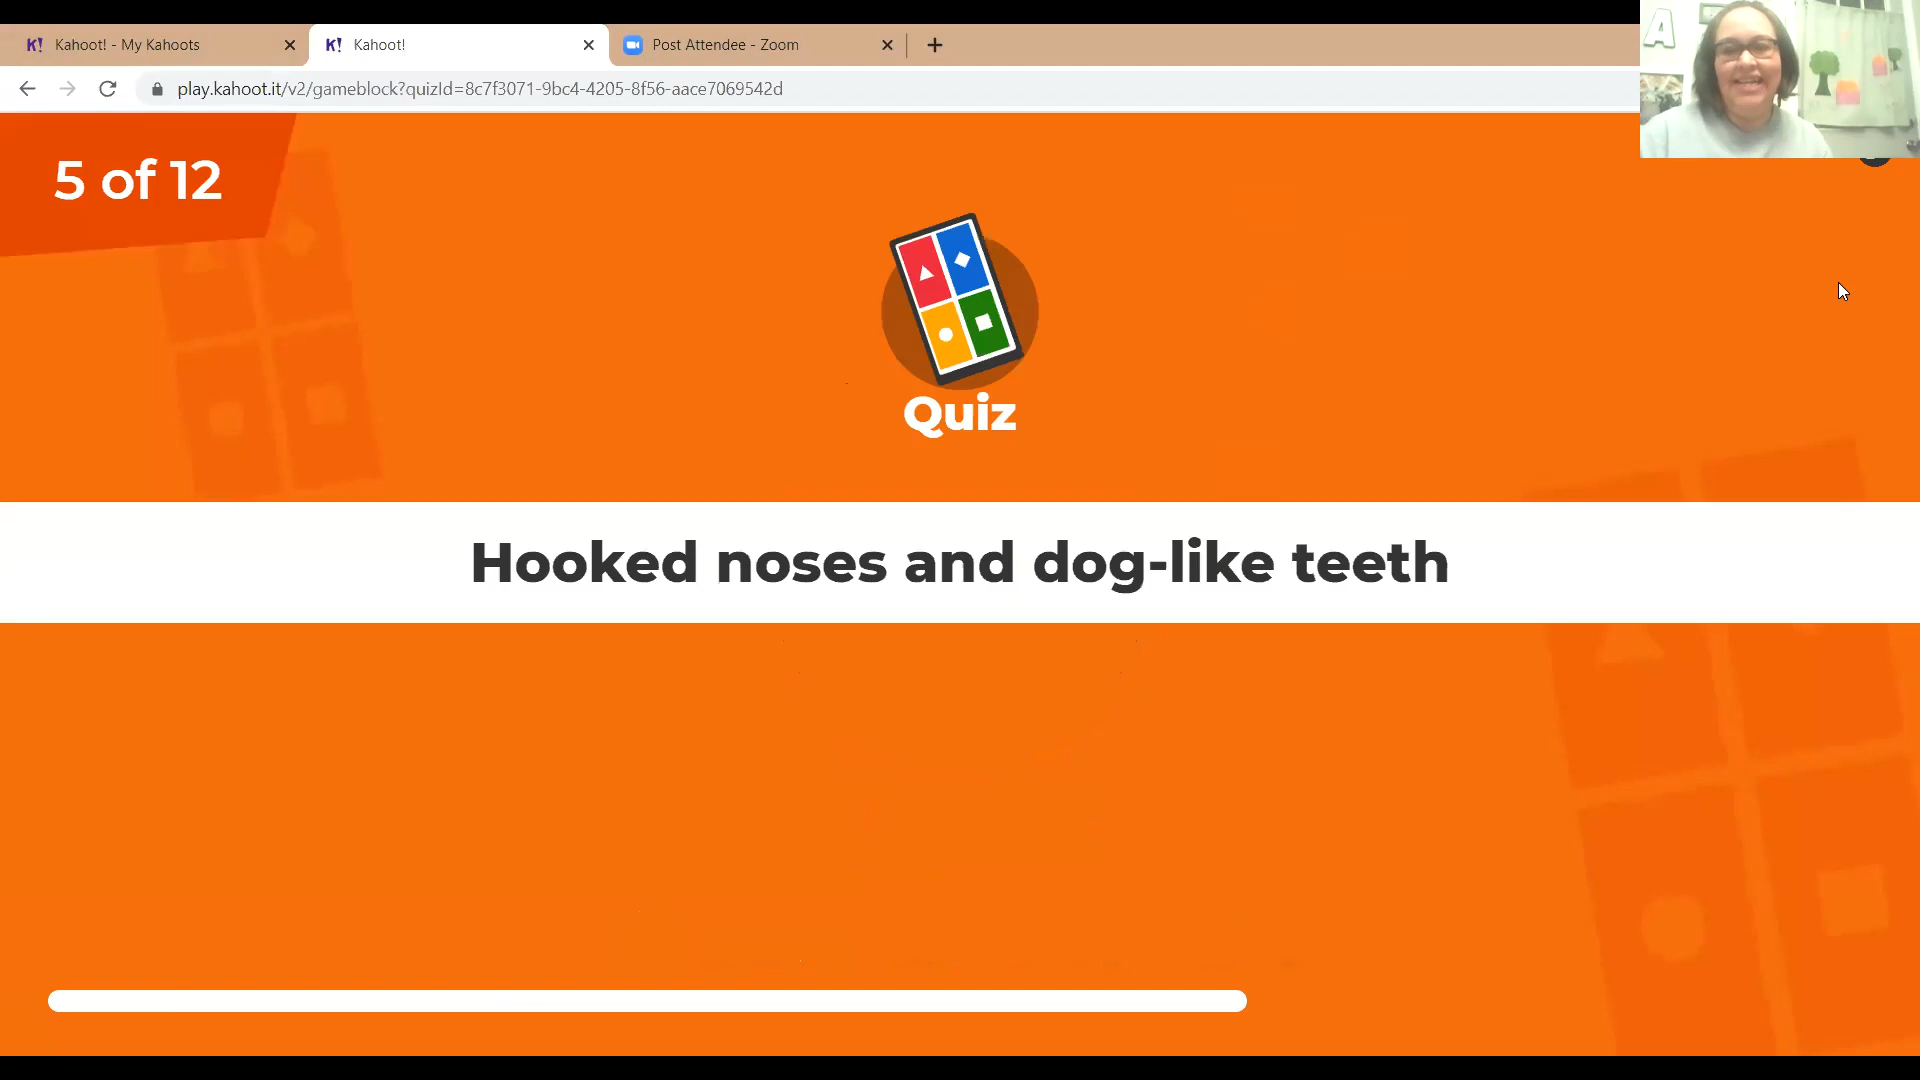 Kahoot! - My Kahoots
Kahoot!
Post Attendee - Zoom
play.kahoot.it/v2/gameblock?quizId=8c7f3071-9bc4-4205-8f56-aace7069542d
5 of 12
Quiz
Hooked noses and dog-like teeth